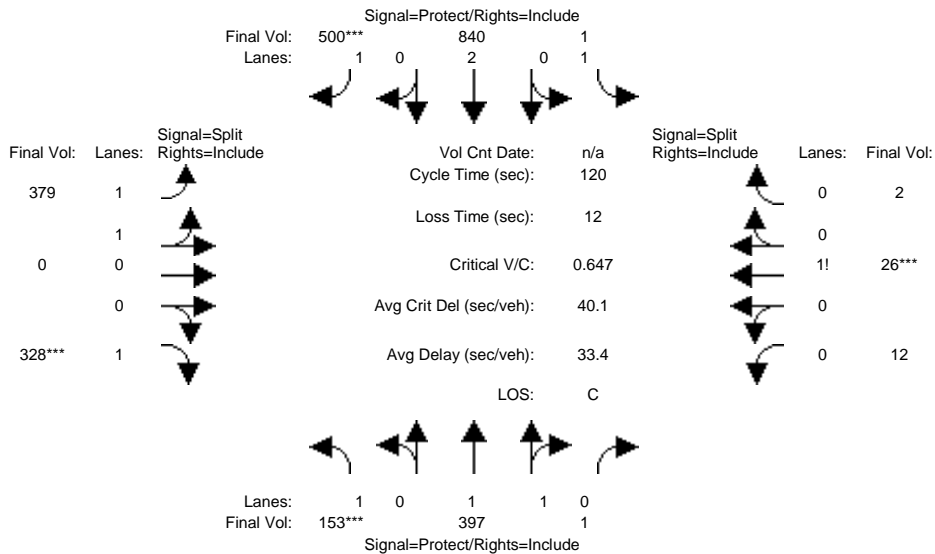 Signal=Protect/Rights=Include
Final Vol: 500*** 840 1
Lanes: 1 0 2 0 1
Signal=Split
Final Vol: Lanes: Rights=Include
Vol Cnt Date: n/a
Signal=Split
Rights=Include Lanes: Final Vol:
Cycle Time (sec): 120
379 1
0 2
Loss Time (sec): 12
1
0
0 0
Critical V/C: 0.647
1! 26***
0
Avg Crit Del (sec/veh): 40.1
0
328*** 1
Avg Delay (sec/veh): 33.4
0 12
LOS: C
Lanes: 1 0 1 1 0
Final Vol: 153*** 397 1
Signal=Protect/Rights=Include